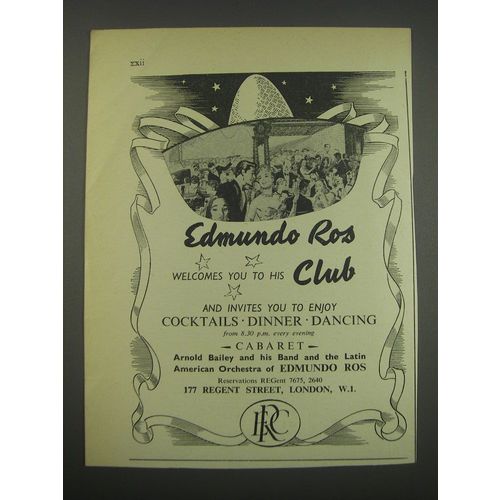 xxii
Edmundo Ros
WELCOMES YOU TO HIS Club
AND INVITES YOU TO ENJOY
COCKTAILS · DINNER · DANCING
from 8.30 p.m. every evening
CABARET
Arnold Bailey and his Band and the Latin
American Orchestra of EDMUNDO ROS
Reservations REGent 7675, 2640
177 REGENT STREET, LONDON, W.1.
ERC